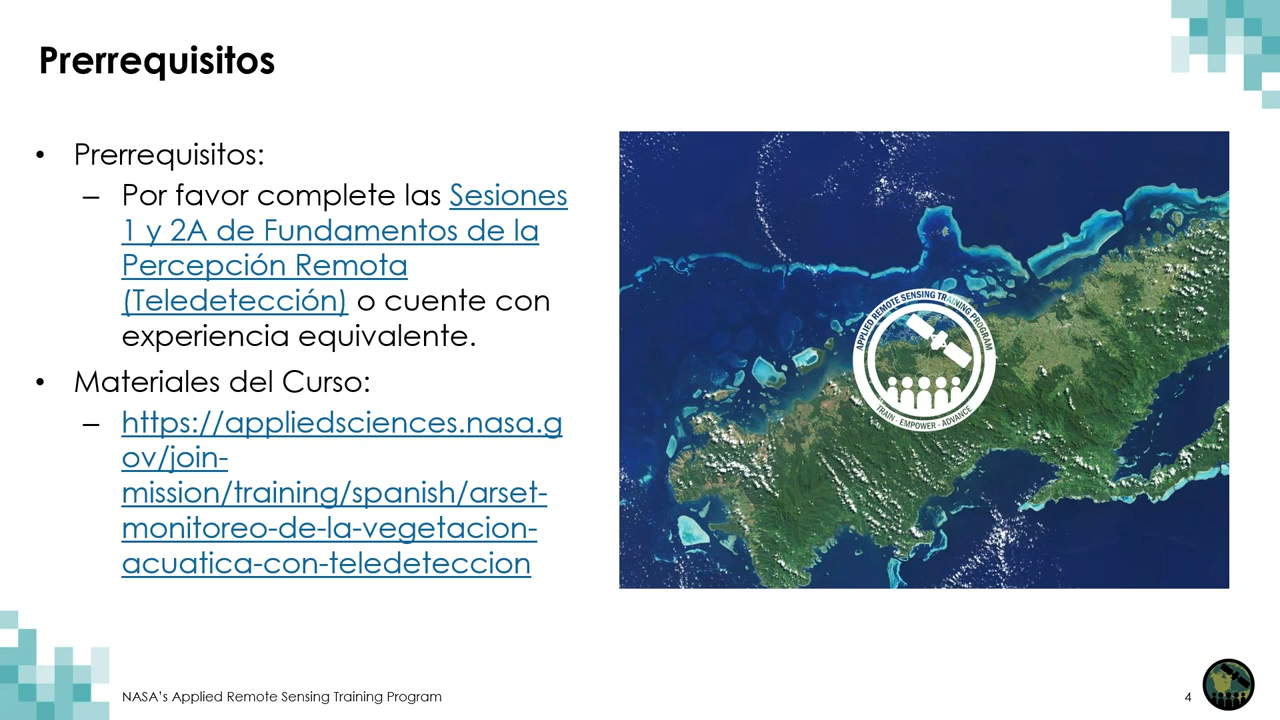 Prerrequisitos
• Prerrequisitos:
– Por favor complete las Sesiones
1 y 2A de Fundamentos de la
Percepción Remota
(Teledetección) o cuente con
experiencia equivalente.
• Materiales del Curso:
– https://appliedsciences.nasa.g
ov/join-
mission/training/spanish/arset-
monitoreo-de-la-vegetacion-
acuatica-con-teledeteccion
APPLIED REMOTE SENSING TRAINING PROGRAM
TRAIN · EMPOWER · ADVANCE
NASA's Applied Remote Sensing Training Program
4